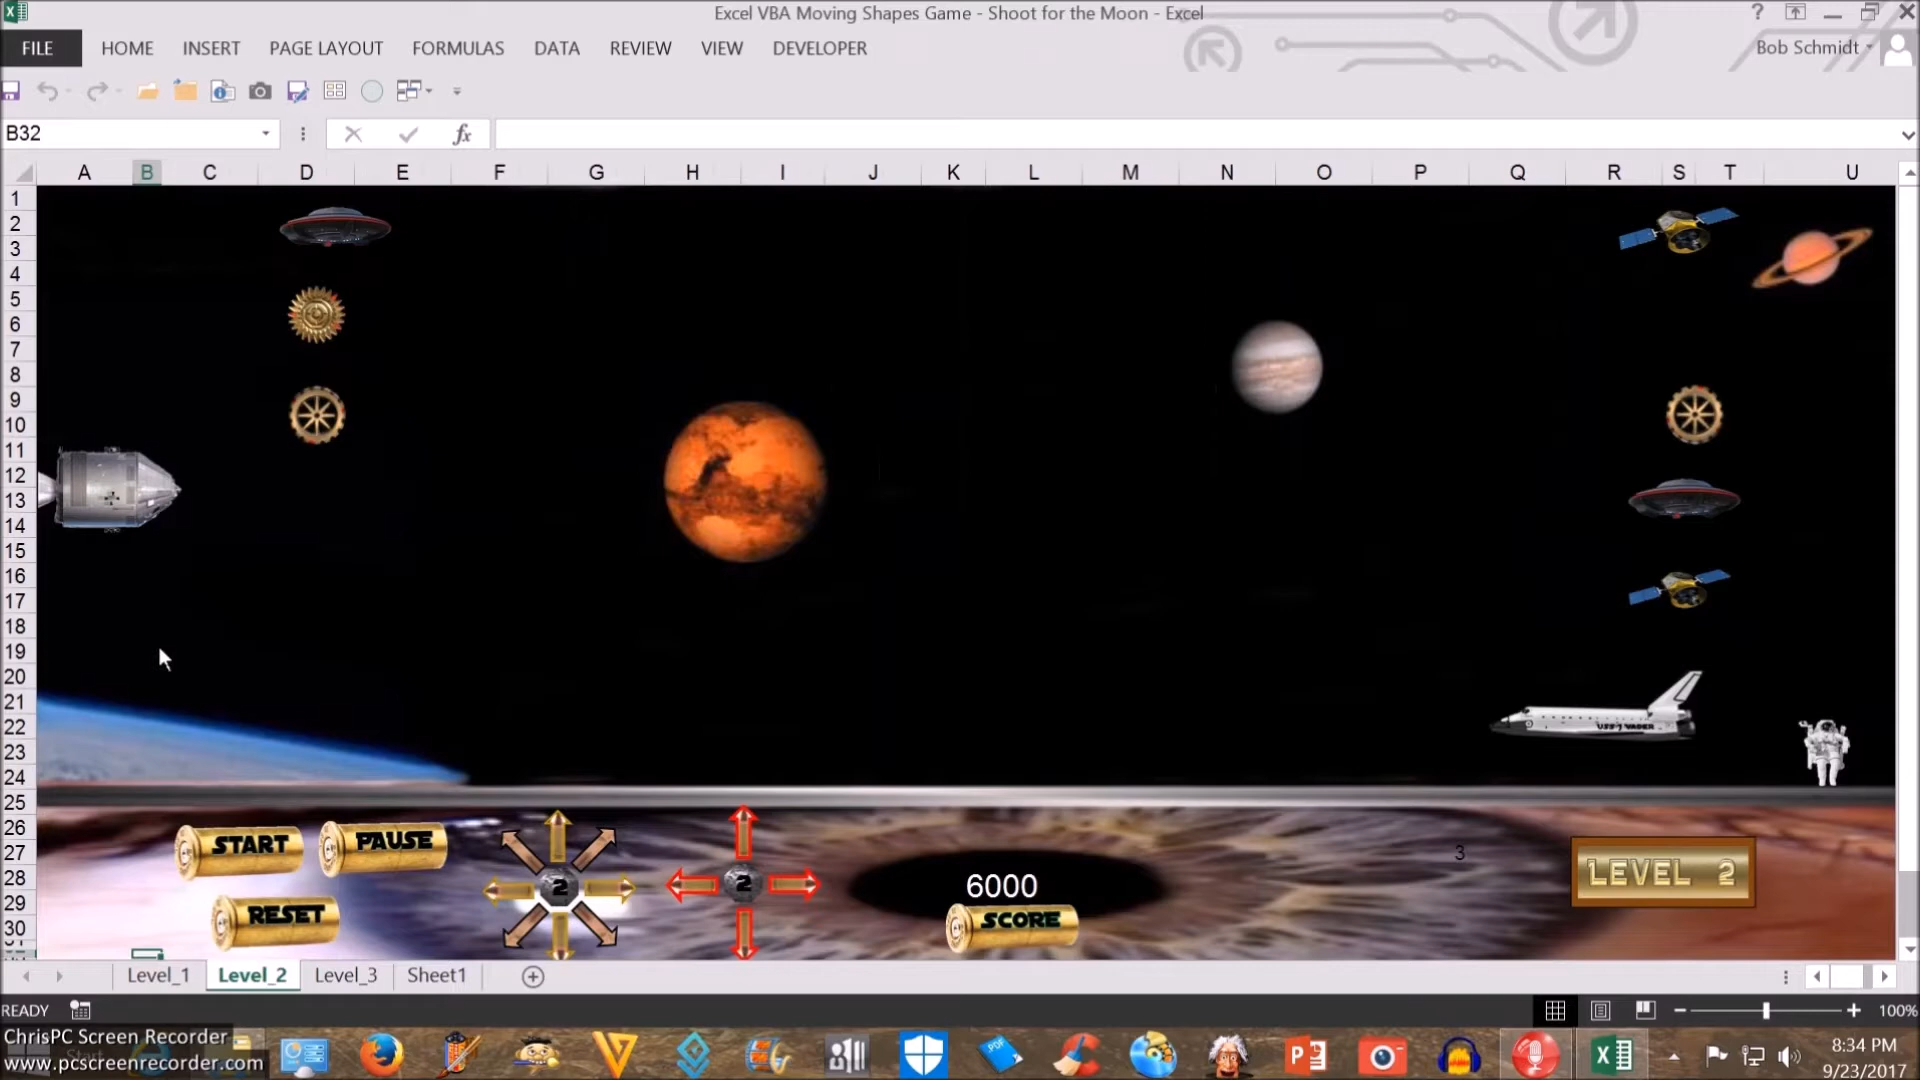 Excel VBA Moving Shapes Game - Shoot for the Moon - Excel
?
FILE HOME INSERT PAGE LAYOUT FORMULAS DATA REVIEW VIEW DEVELOPER
Bob Schmidt
B32
fx
A B C D E F G H I J K L M N O P Q R S T U
1
2
3
4
5
6
7
8
9
10
11
12
13
14
15
16
17
18
19
20
21
22
23
24
25
26
27
28
29
30
31
START
PAUSE
RESET
2
2
6000
SCORE
3
LEVEL 2
Level_1 Level_2 Level_3 Sheet1
READY
100%
ChrisPC Screen Recorder
www.pcscreenrecorder.com
PDF
8:34 PM
9/23/2017